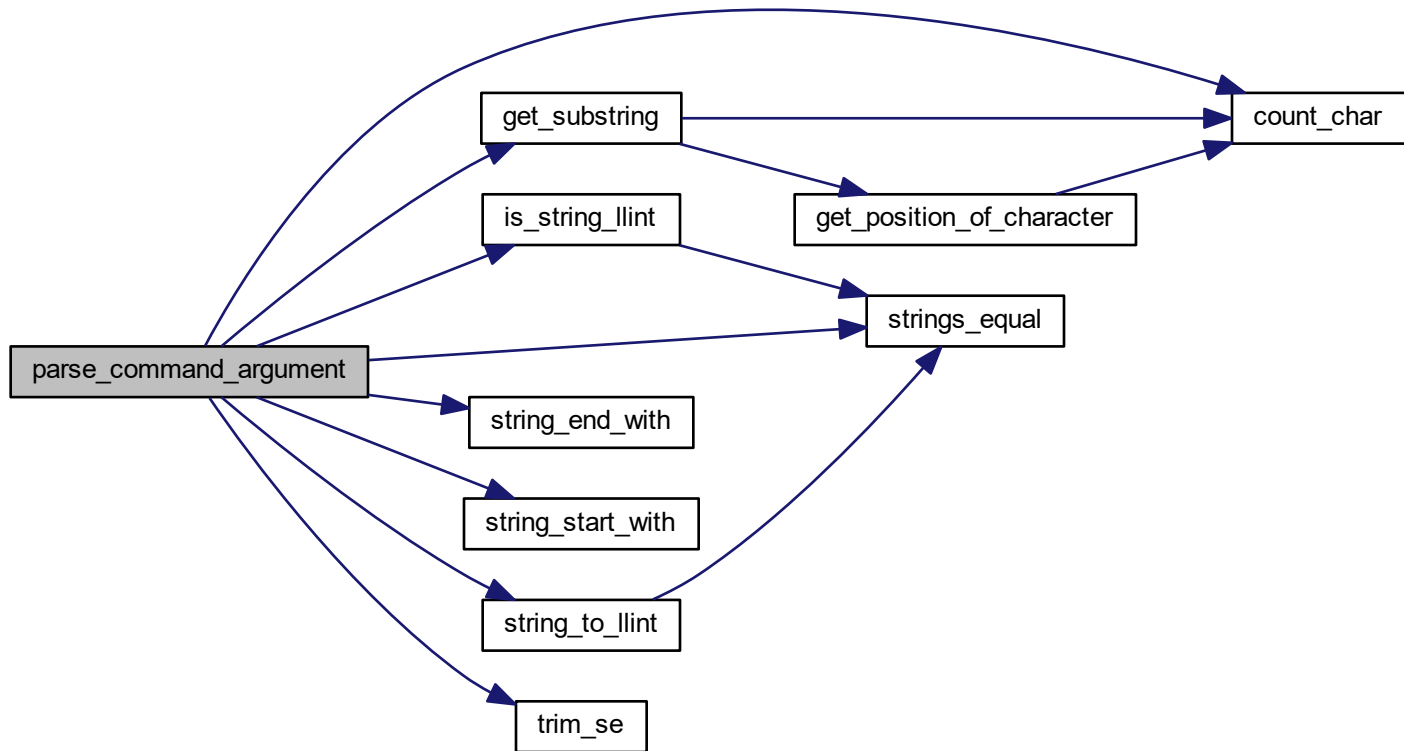 get_substring
count_char
is_string_llint
get_position_of_character
strings_equal
parse_command_argument
string_end_with
string_start_with
string_to_llint
trim_se